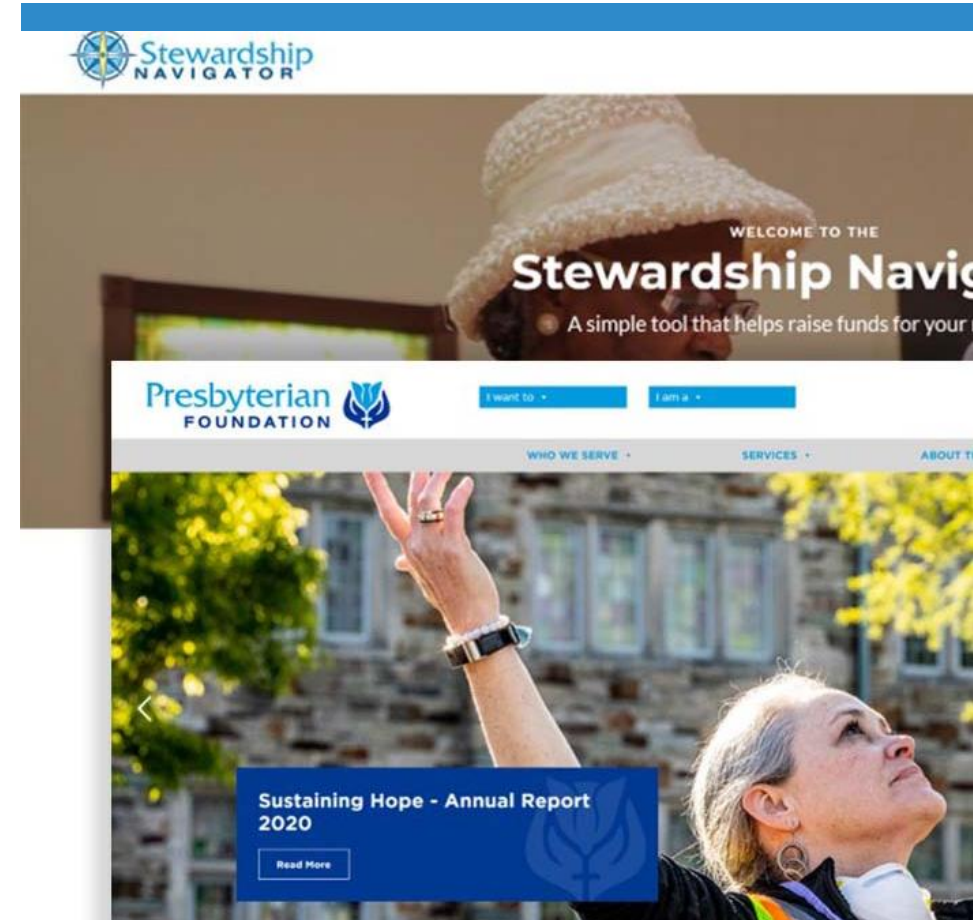 Stewardship
NAVIGATOR
WELCOME TO THE
Stewardship
A simple tool that helps raise funds for your
Presbyterian
FOUNDATION
I want to
I am a
WHO WE SERVE
SERVICES
ABOUT
Sustaining Hope - Annual Report
2020
Read More